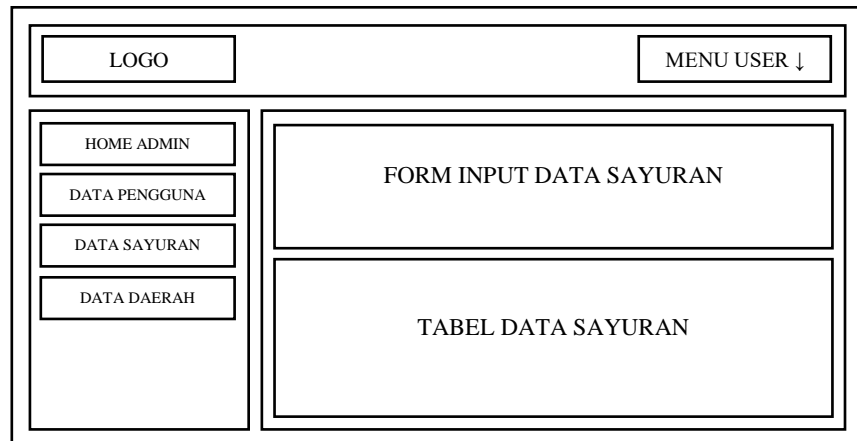 LOGO
MENU USER ↓
HOME ADMIN
DATA PENGGUNA
DATA SAYURAN
DATA DAERAH
FORM INPUT DATA SAYURAN
TABEL DATA SAYURAN